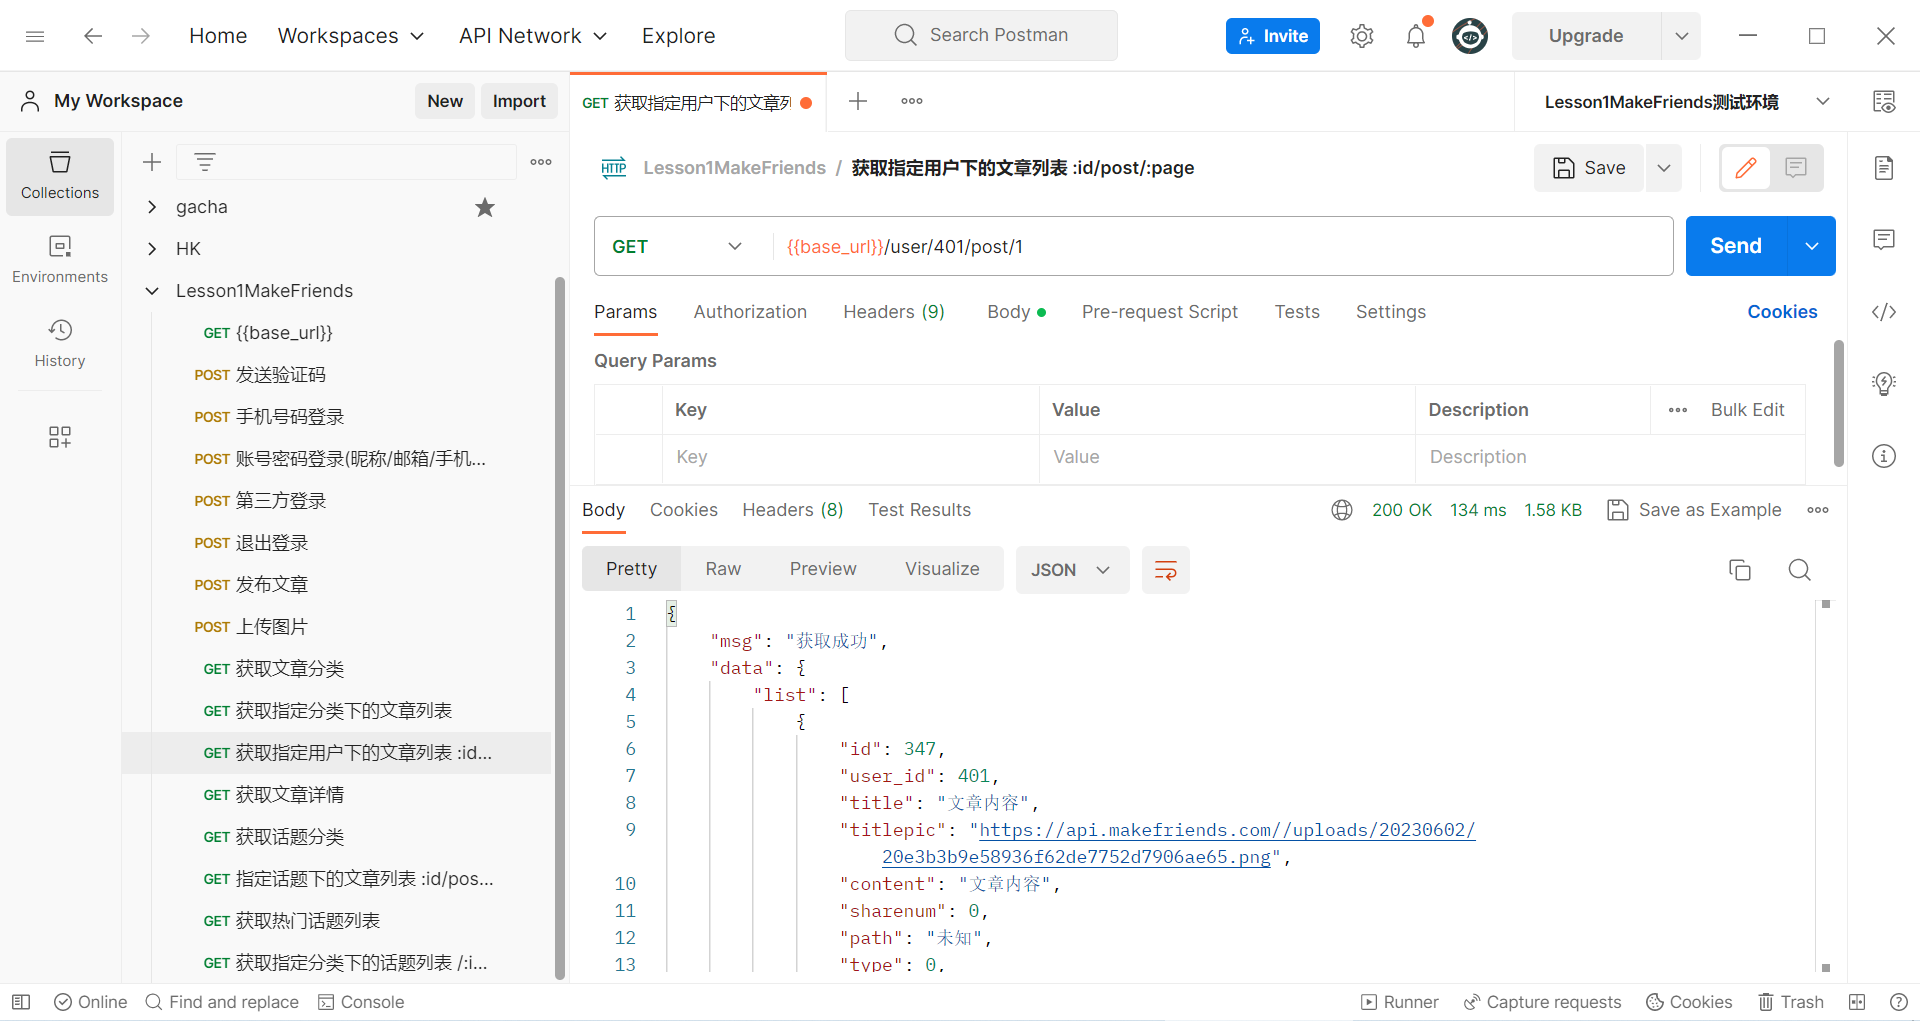 Home Workspaces API Network Explore Search Postman Invite Upgrade
My Workspace New Import
GET 获取指定用户下的文章列 Lesson1MakeFriends测试环境
Collections
Environments
History
gacha
HK
Lesson1MakeFriends
GET {{base_url}}
POST 发送验证码
POST 手机号码登录
POST 账号密码登录(昵称/邮箱/手机...
POST 第三方登录
POST 退出登录
POST 发布文章
POST 上传图片
GET 获取文章分类
GET 获取指定分类下的文章列表
GET 获取指定用户下的文章列表 :id...
GET 获取文章详情
GET 获取话题分类
GET 指定话题下的文章列表 :id/pos...
GET 获取热门话题列表
GET 获取指定分类下的话题列表 /:i...
HTTP Lesson1MakeFriends / 获取指定用户下的文章列表 :id/post/:page Save
GET {{base_url}}/user/401/post/1 Send
Params Authorization Headers (9) Body Pre-request Script Tests Settings Cookies
Query Params
Key Value Description Bulk Edit
Key Value Description
Body Cookies Headers (8) Test Results 200 OK 134 ms 1.58 KB Save as Example
Pretty Raw Preview Visualize JSON
1 {
2 "msg": "获取成功",
3 "data": {
4 "list": [
5 {
6 "id": 347,
7 "user_id": 401,
8 "title": "文章内容",
9 "titlepic": "https://api.makefriends.com//uploads/20230602/
20e3b3b9e58936f62de7752d7906ae65.png",
10 "content": "文章内容",
11 "sharenum": 0,
12 "path": "未知",
13 "type": 0,
Online Find and replace Console Runner Capture requests Cookies Trash